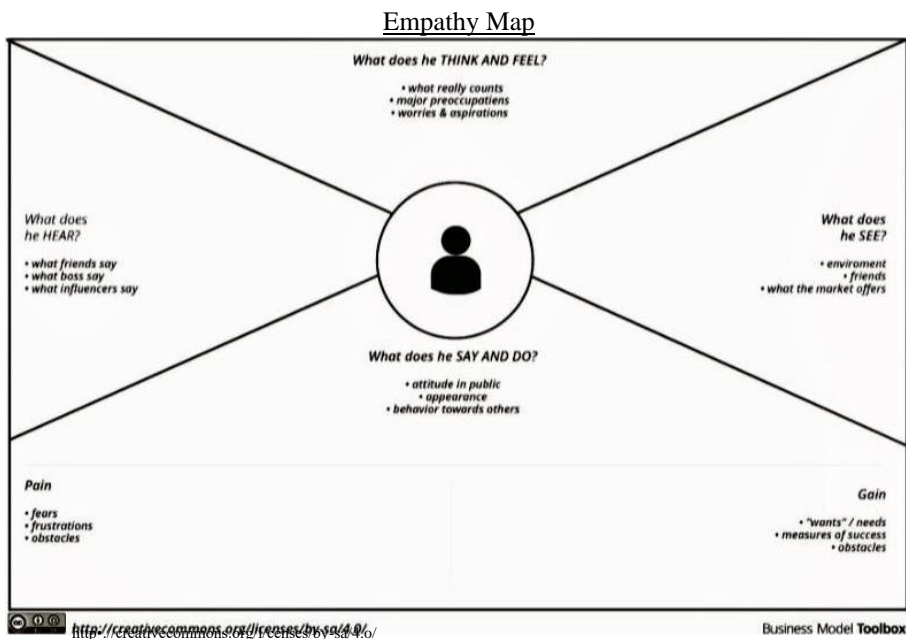 Empathy Map
What does he THINK AND FEEL?
• what really counts
• major preoccupatiens
• worries & aspirations
What does
he HEAR?
• what friends say
• what boss say
• what influencers say
What does
he SEE?
• enviroment
• friends
• what the market offers
What does he SAY AND DO?
• attitude in public
• appearance
• behavior towards others
Pain
• fears
• frustrations
• obstacles
Gain
• "wants" / needs
• measures of success
• obstacles
http://creativecommons.org/licenses/by-sa/4.0/
Business Model Toolbox